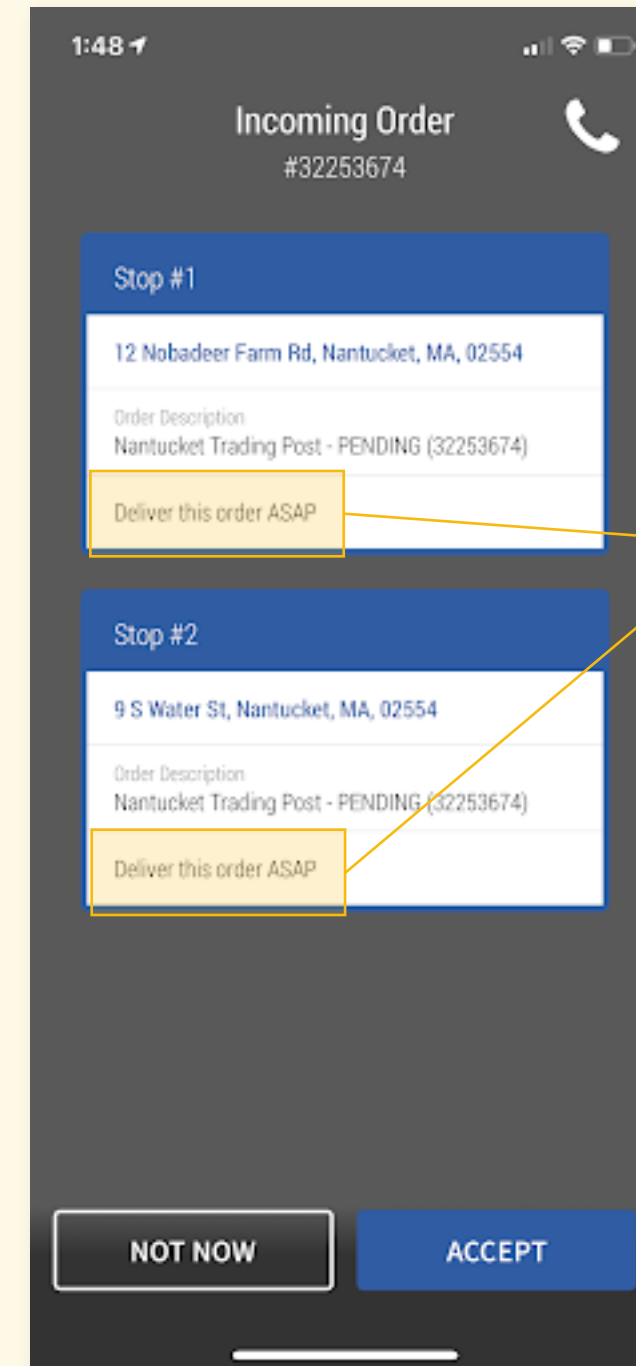 1:48
Incoming Order
#32253674
Stop #1
12 Nobadeer Farm Rd, Nantucket, MA, 02554
Order Description
Nantucket Trading Post - PENDING (32253674)
Deliver this order ASAP
Stop #2
9 S Water St, Nantucket, MA, 02554
Order Description
Nantucket Trading Post - PENDING (32253674)
Deliver this order ASAP
NOT NOW
ACCEPT